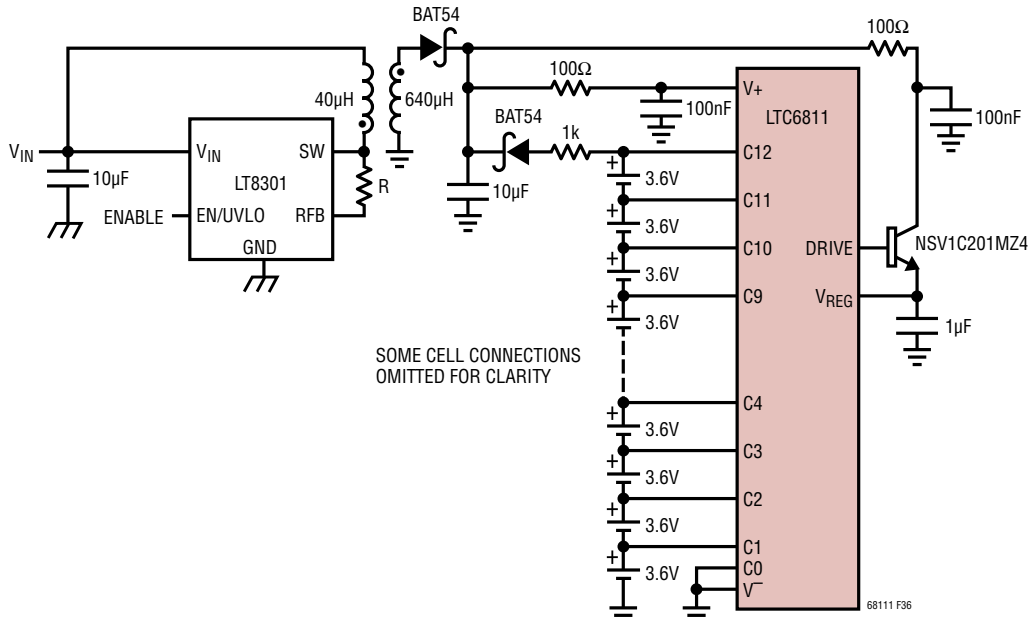 BAT54
100Ω
100Ω
V+
LTC6811
40µH
640µH
BAT54
100nF
100nF
1k
VIN
VIN
SW
C12
10µF
LT8301
R
10µF
+
3.6V
C11
ENABLE
EN/UVLO
RFB
+
3.6V
GND
C10
DRIVE
NSV1C201MZ4
+
3.6V
C9
VREG
+
3.6V
1µF
SOME CELL CONNECTIONS
OMITTED FOR CLARITY
C4
+
3.6V
C3
+
3.6V
C2
+
3.6V
C1
+
3.6V
C0
V–
68111 F36